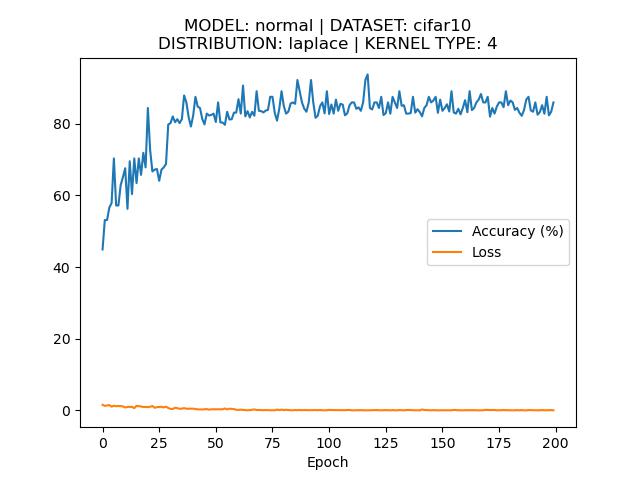 MODEL: normal | DATASET: cifar10
DISTRIBUTION: laplace | KERNEL TYPE: 4
80
60
40
20
0
Accuracy (%)
Loss
0 25 50 75 100 125 150 175 200
Epoch